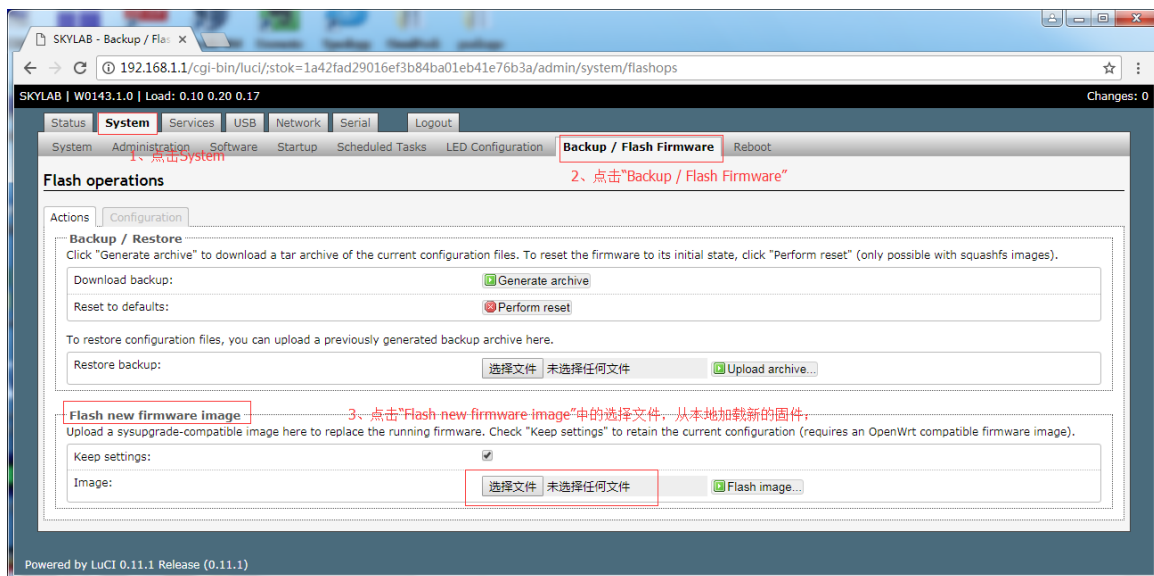 SKYLAB - Backup / Flas
192.168.1.1/cgi-bin/luci/;stok=1a42fad29016ef3b84ba01eb41e76b3a/admin/system/flashops
SKYLAB | W0143.1.0 | Load: 0.10 0.20 0.17 Changes: 0
Status System Services USB Network Serial Logout
System Administration Software Startup Scheduled Tasks LED Configuration Backup / Flash Firmware Reboot
1、点击System
2、点击“Backup / Flash Firmware”
Flash operations
Actions Configuration
Backup / Restore
Click "Generate archive" to download a tar archive of the current configuration files. To reset the firmware to its initial state, click "Perform reset" (only possible with squashfs images).
Download backup: Generate archive
Reset to defaults: Perform reset
To restore configuration files, you can upload a previously generated backup archive here.
Restore backup: 选择文件 未选择任何文件 Upload archive...
Flash new firmware image
3、点击“Flash new firmware image”中的选择文件，从本地加载新的固件；
Upload a sysupgrade-compatible image here to replace the running firmware. Check "Keep settings" to retain the current configuration (requires an OpenWrt compatible firmware image).
Keep settings:
Image: 选择文件 未选择任何文件 Flash image...
Powered by LuCI 0.11.1 Release (0.11.1)